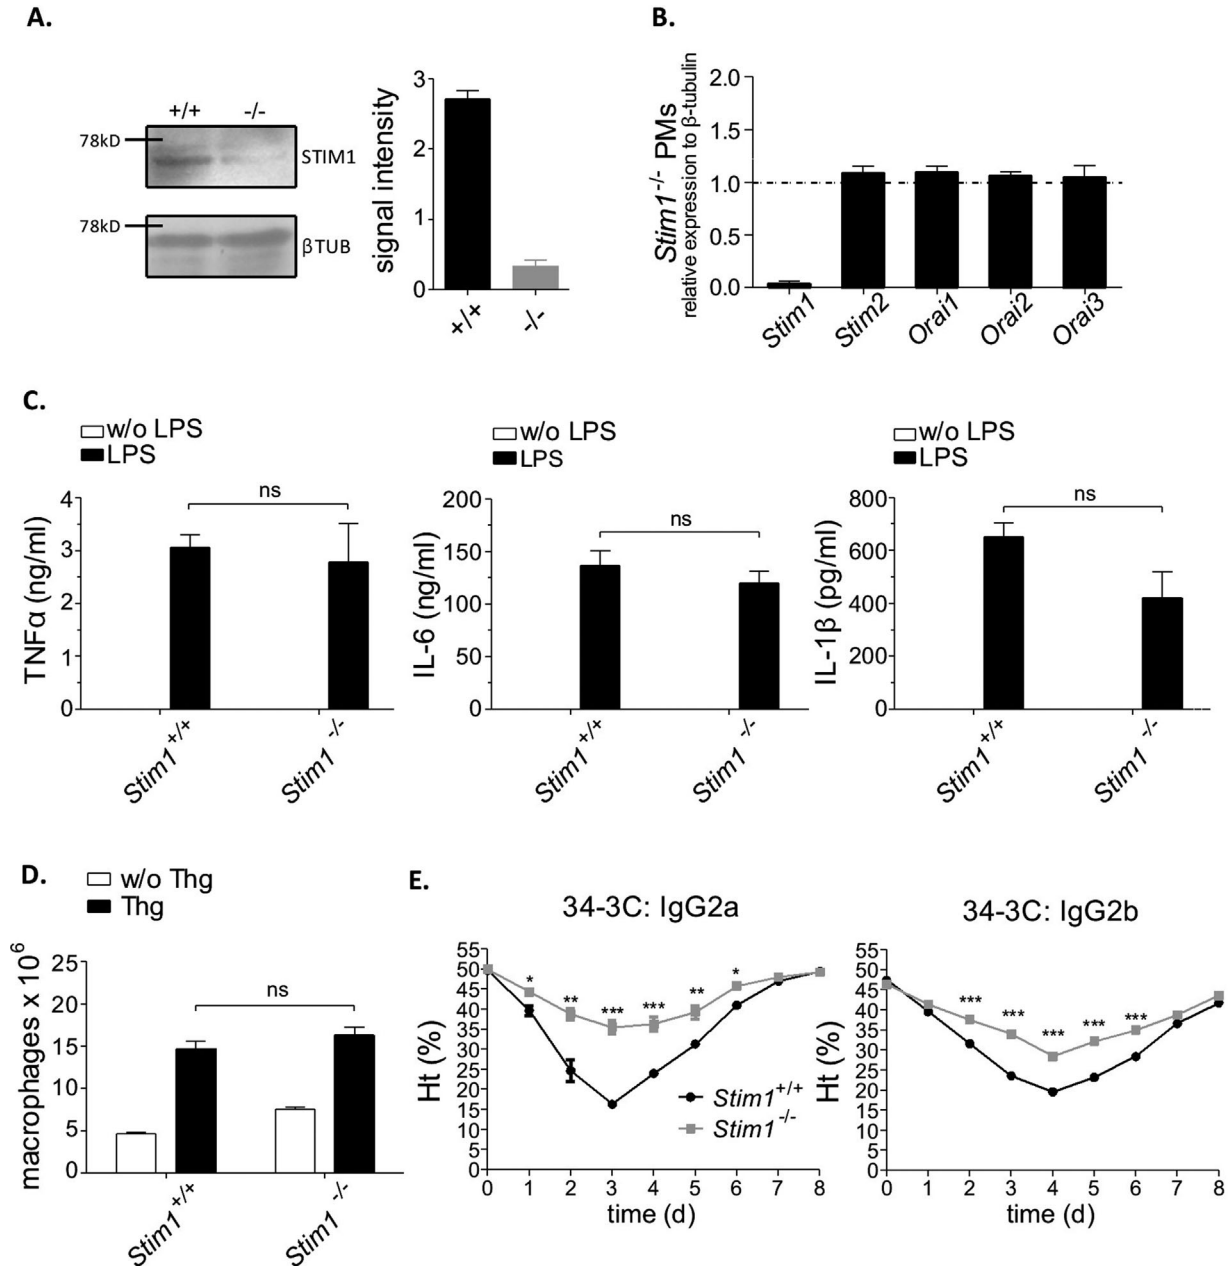 A.
+/+ -/-
78kD
STIM1
78kD
βTUB
signal intensity
3
2
1
0
+/+
-/-
B.
Stim1-/- PMs
relative expression to β-tubulin
2.0
1.5
1.0
0.5
0.0
Stim1
Stim2
Orai1
Orai2
Orai3
C.
w/o LPS
LPS
TNFα (ng/ml)
4
3
2
1
0
ns
Stim1+/+
Stim1-/-
w/o LPS
LPS
IL-6 (ng/ml)
200
150
100
50
0
ns
Stim1+/+
Stim1-/-
w/o LPS
LPS
IL-1β (pg/ml)
800
600
400
200
0
ns
Stim1+/+
Stim1-/-
D.
w/o Thg
Thg
macrophages x 10^6
25
20
15
10
5
0
ns
Stim1+/+
Stim1-/-
E.
34-3C: IgG2a
Ht (%)
55
50
45
40
35
30
25
20
15
10
5
0
* ** *** *** ** *
Stim1+/+
Stim1-/-
0 1 2 3 4 5 6 7 8
time (d)
34-3C: IgG2b
Ht (%)
55
50
45
40
35
30
25
20
15
10
5
0
*** *** *** *** ***
0 1 2 3 4 5 6 7 8
time (d)